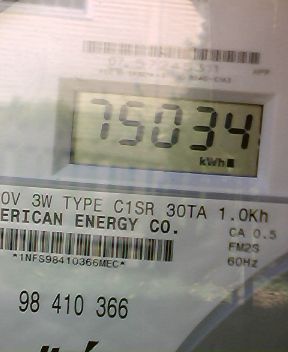 75034
kWh
0V 3W TYPE C1SR 30TA 1.0Kh
ERICAN ENERGY CO.
CA 0.5
FM2S
*1NFS98410366MEC*
60Hz
98 410 366